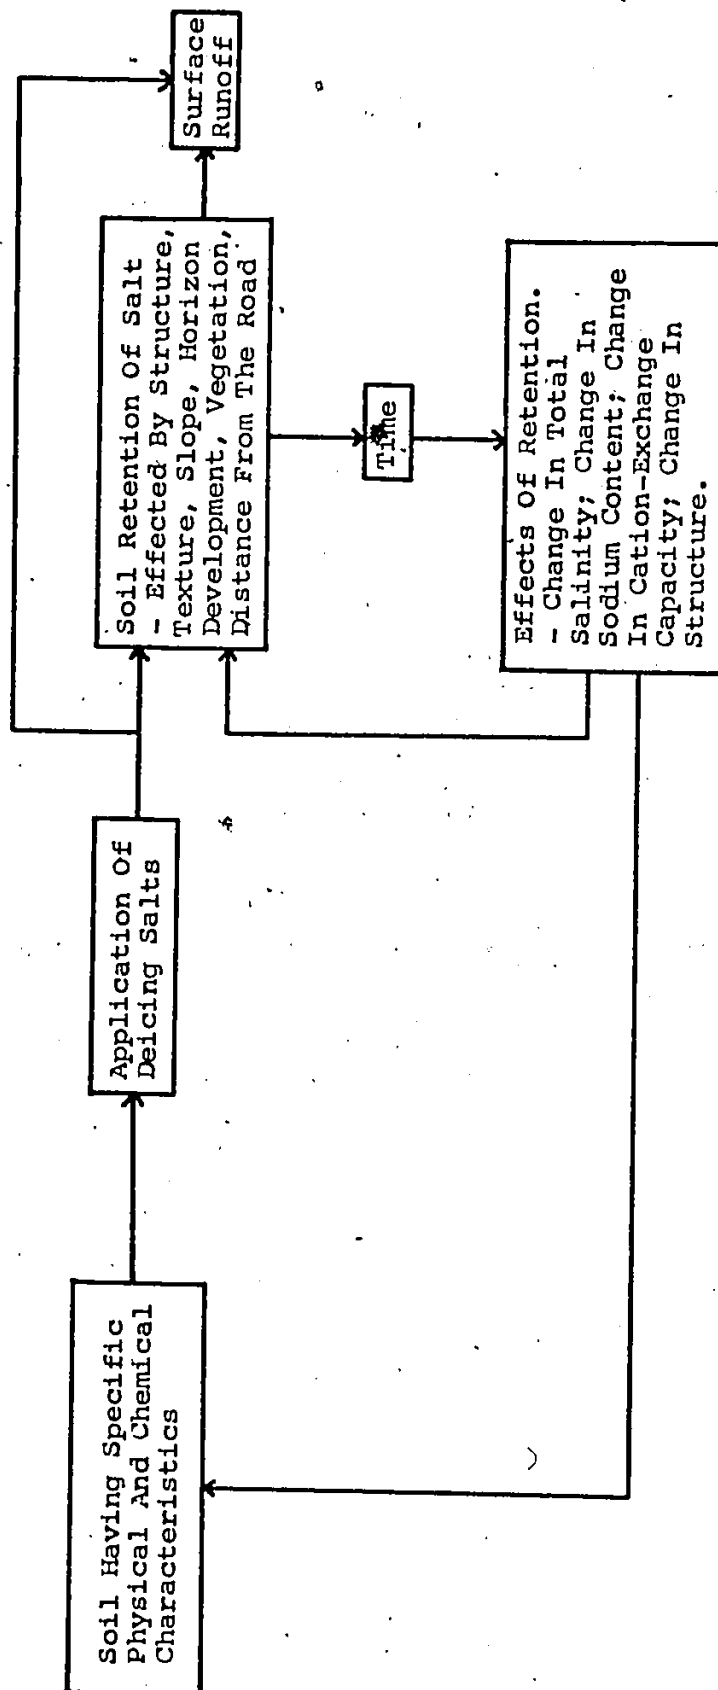 Soil Having Specific
Physical And Chemical
Characteristics
Application Of
Deicing Salts
Soil Retention Of Salt
- Effected By Structure,
Texture, Slope, Horizon
Development, Vegetation,
Distance From The Road
Surface
Runoff
Time
Effects Of Retention.
- Change In Total
Salinity; Change In
Sodium Content; Change
In Cation-Exchange
Capacity; Change In
Structure.